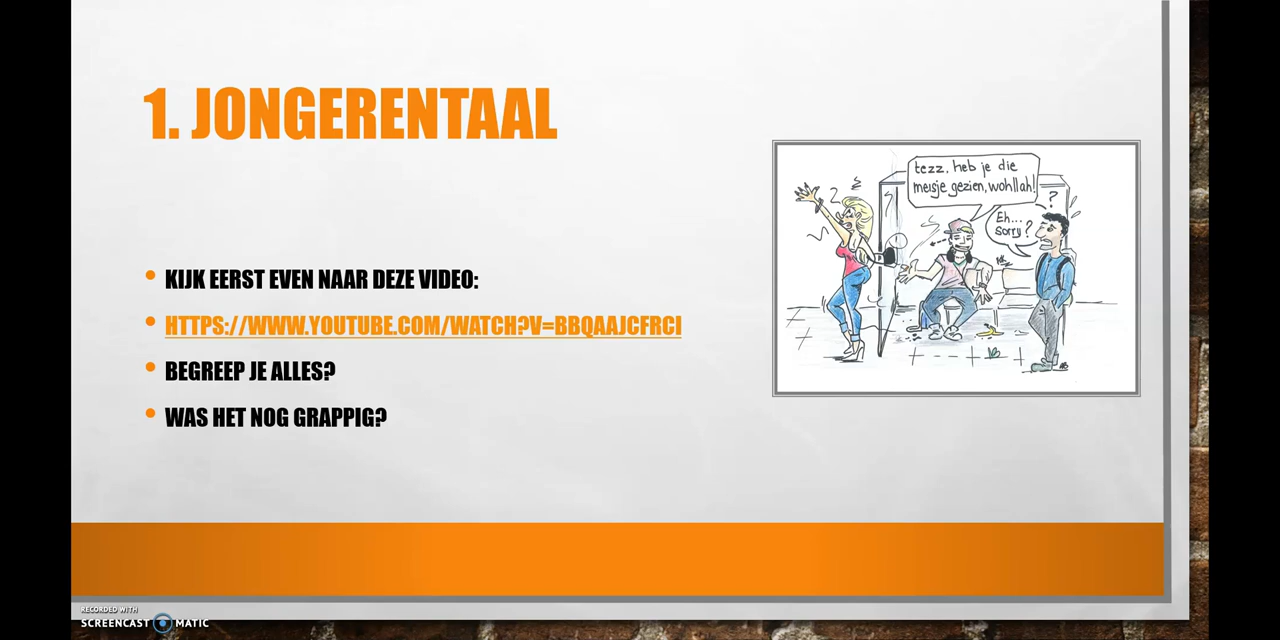 1. JONGERENTAAL
KIJK EERST EVEN NAAR DEZE VIDEO:
HTTPS://WWW.YOUTUBE.COM/WATCH?V=BBQAAJCFRCI
BEGREEP JE ALLES?
WAS HET NOG GRAPPIG?
tezz, heb je die
meisje gezien, wohllah!
?
Eh...
sorry?
RECORDED WITH
SCREENCAST MATIC